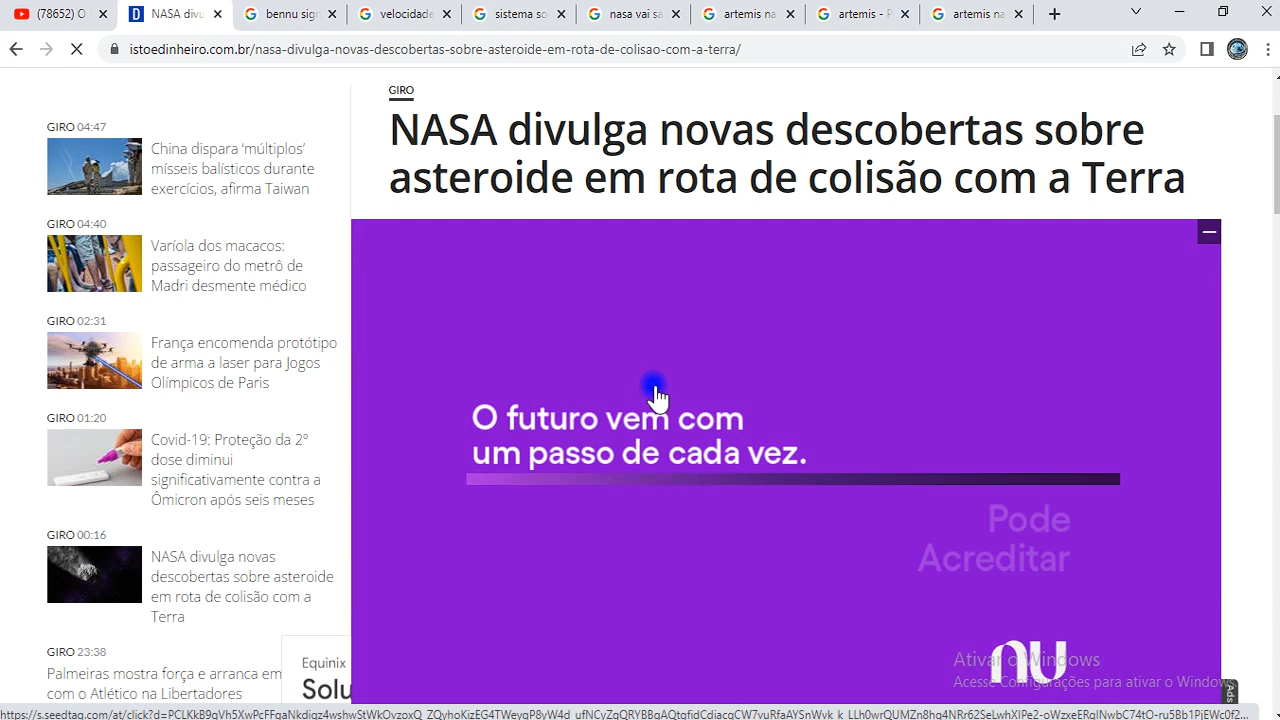 (78652) O
NASA divu
bennu sign
velocidade
sistema so
nasa vai sa
artemis na
artemis - P
artemis na
istoedinheiro.com.br/nasa-divulga-novas-descobertas-sobre-asteroide-em-rota-de-colisao-com-a-terra/
GIRO
NASA divulga novas descobertas sobre
asteroide em rota de colisão com a Terra
GIRO 04:47
China dispara ‘múltiplos’
mísseis balísticos durante
exercícios, afirma Taiwan
GIRO 04:40
Varíola dos macacos:
passageiro do metrô de
Madri desmente médico
GIRO 02:31
França encomenda protótipo
de arma a laser para Jogos
Olímpicos de Paris
GIRO 01:20
Covid-19: Proteção da 2º
dose diminui
significativamente contra a
Ômicron após seis meses
GIRO 00:16
NASA divulga novas
descobertas sobre asteroide
em rota de colisão com a
Terra
GIRO 23:38
Palmeiras mostra força e arranca em
com o Atlético na Libertadores
Equinix
Solu
O futuro vem com
um passo de cada vez.
Pode
Acreditar
nu
Ativar o Windows
Acesse Configurações para ativar o Windows.
Ads